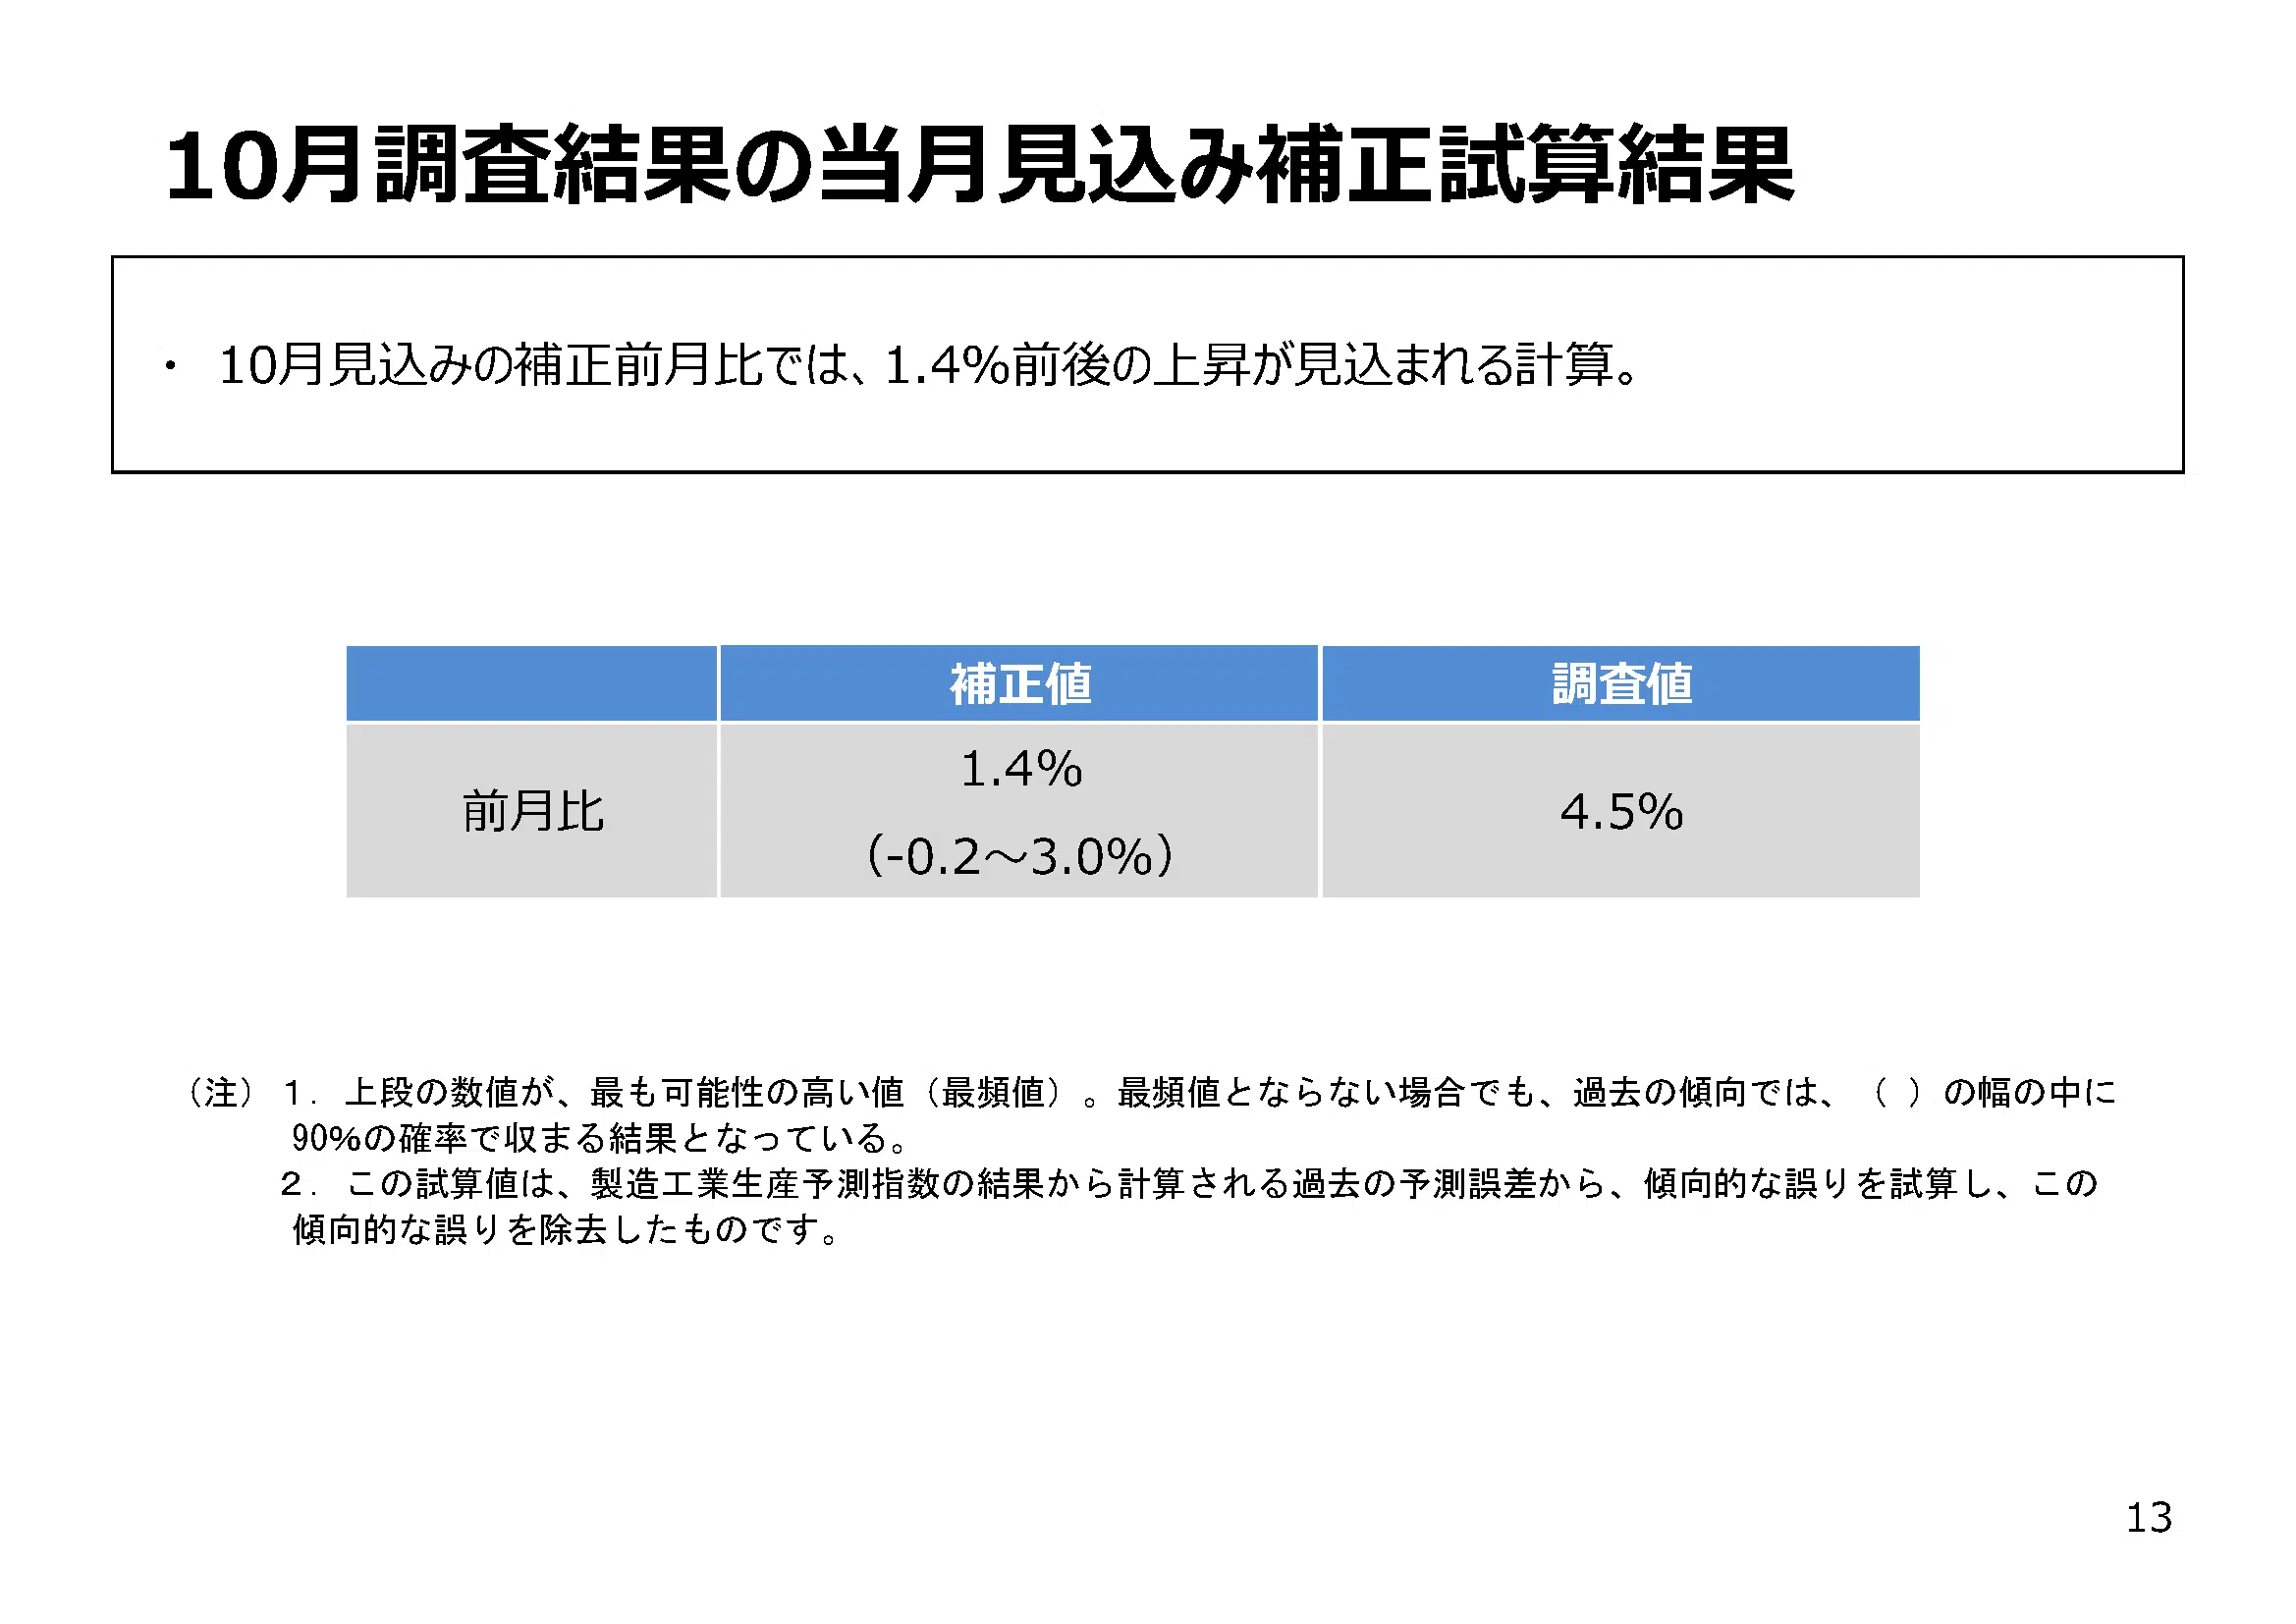 10月調査結果の当月見込み補正試算結果
・ 10月見込みの補正前月比では、1.4%前後の上昇が見込まれる計算。
補正値 調査値
前月比 1.4% 4.5%
(-0.2～3.0%)
（注）１．上段の数値が、最も可能性の高い値（最頻値）。最頻値とならない場合でも、過去の傾向では、（ ）の幅の中に
90%の確率で収まる結果となっている。
２．この試算値は、製造工業生産予測指数の結果から計算される過去の予測誤差から、傾向的な誤りを試算し、この
傾向的な誤りを除去したものです。
13